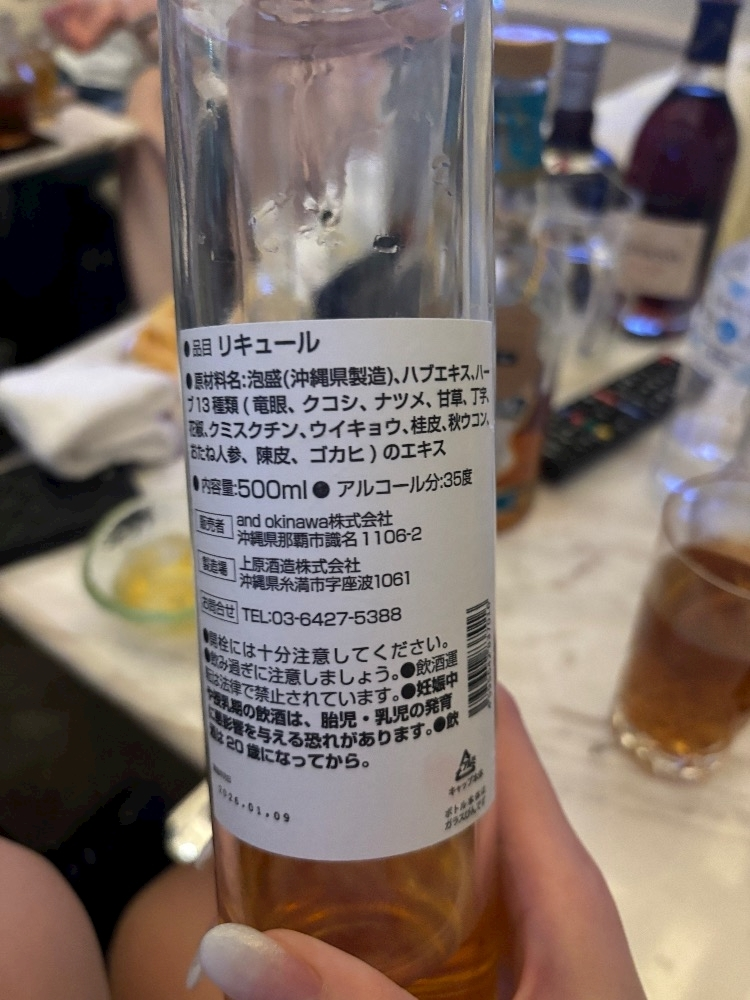 ●品目 リキュール
●原材料名:泡盛(沖縄県製造)、ハブエキス、ハー
ブ13種類(竜眼、クコシ、ナツメ、甘草、丁字、
花椒、クミスクチン、ウイキョウ、桂皮、秋ウコン、
おたね人参、陳皮、ゴカヒ)のエキス
●内容量:500ml ● アルコール分:35度
販売者 and okinawa株式会社
沖縄県那覇市識名1106-2
製造場 上原酒造株式会社
沖縄県糸満市字座波1061
お問合せ TEL:03-6427-5388
●開栓には十分注意してください。
●飲み過ぎに注意しましょう。●飲酒運
転は法律で禁止されています。●妊娠中
や授乳期の飲酒は、胎児・乳児の発育
に悪影響を与える恐れがあります。●飲
酒は20歳になってから。
2026.01.09
キャップ本体
ボトル本体は
ガラスびんです